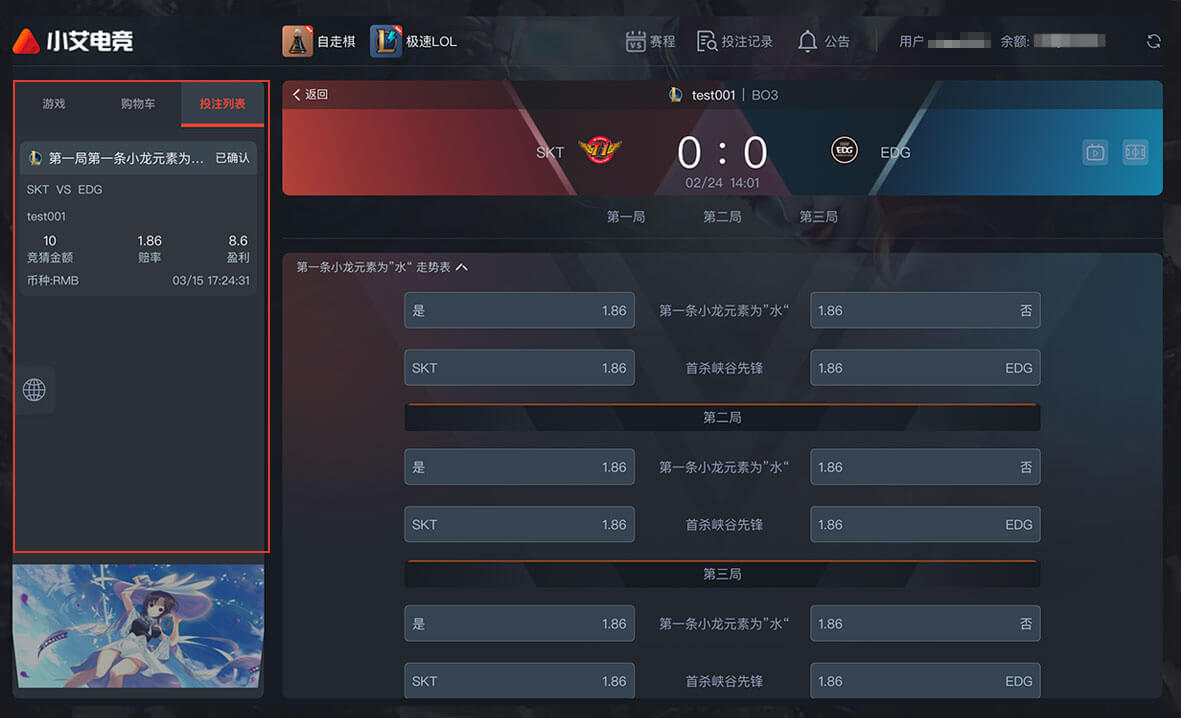 小艾电竞
自走棋
极速LOL
VS 赛程
投注记录
公告
用户
余额:
游戏
购物车
投注列表
第一局第一条小龙元素为... 已确认
SKT VS EDG
test001
10 1.86 8.6
竞猜金额 赔率 盈利
币种:RMB 03/15 17:24:31
返回
test001 | BO3
SKT T1 0 : 0 EDG EDG
02/24 14:01
第一局 第二局 第三局
第一条小龙元素为”水“ 走势表
是 1.86 第一条小龙元素为”水“ 1.86 否
SKT 1.86 首杀峡谷先锋 1.86 EDG
第二局
是 1.86 第一条小龙元素为”水“ 1.86 否
SKT 1.86 首杀峡谷先锋 1.86 EDG
第三局
是 1.86 第一条小龙元素为”水“ 1.86 否
SKT 1.86 首杀峡谷先锋 1.86 EDG